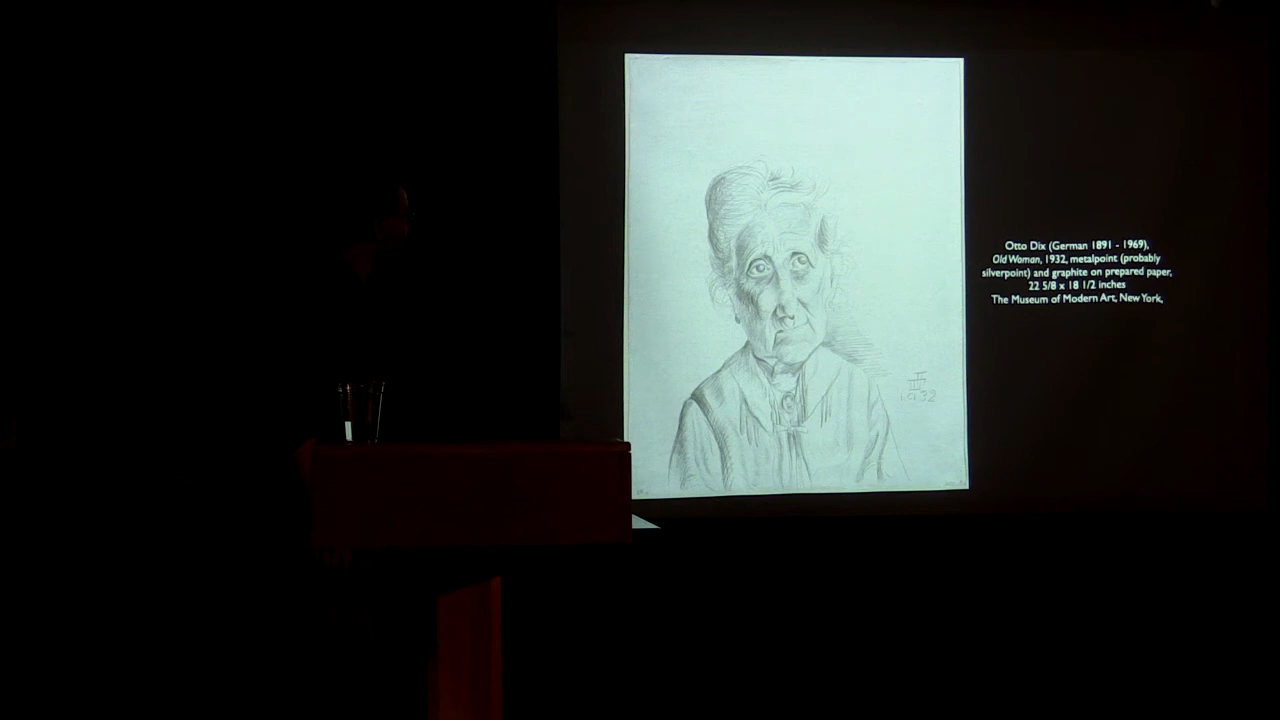 Otto Dix (German 1891 - 1969),
Old Woman, 1932, metalpoint (probably
silverpoint) and graphite on prepared paper,
22 5/8 x 18 1/2 inches
The Museum of Modern Art, New York,
1932